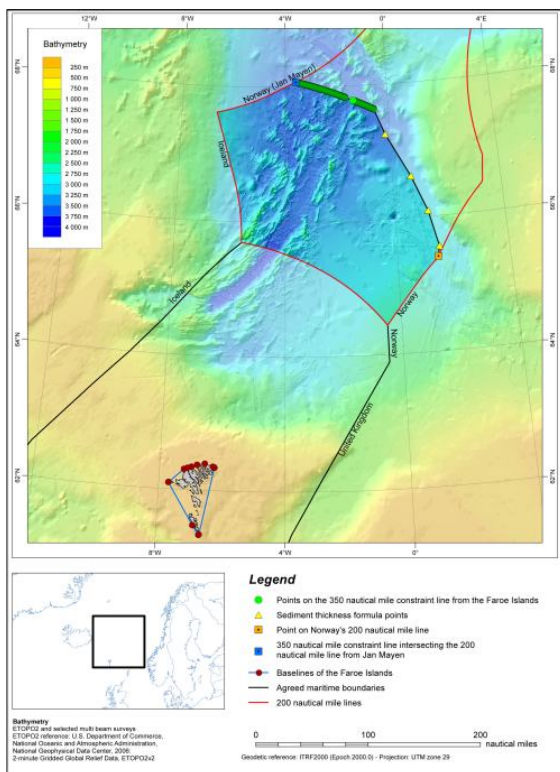 12°W
8°W
4°W
0°
4°E
Bathymetry
250 m
500 m
750 m
1 000 m
1 250 m
1 500 m
1 750 m
2 000 m
2 250 m
2 500 m
2 750 m
3 000 m
3 250 m
3 500 m
3 750 m
4 000 m
68°N
68°N
Norway (Jan Mayen)
Iceland
66°N
66°N
Iceland
Norway
64°N
64°N
Norway
United Kingdom
62°N
62°N
8°W
4°W
0°
Legend
Points on the 350 nautical mile constraint line from the Faroe Islands
Sediment thickness formula points
Point on Norway's 200 nautical mile line
350 nautical mile constraint line intersecting the 200
nautical mile line from Jan Mayen
Baselines of the Faroe Islands
Agreed maritime boundaries
200 nautical mile lines
Bathymetry
ETOPO2 and selected multi beam surveys
ETOPO2 reference: U.S. Department of Commerce,
National Oceanic and Atmospheric Administration,
National Geophysical Data Center, 2006:
2-minute Gridded Global Relief Data, ETOPO2v2
0 100 200
nautical miles
Geodetic reference: ITRF2000 (Epoch 2000.0) - Projection: UTM zone 29